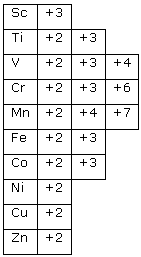 Sc +3
Ti +2 +3
V +2 +3 +4
Cr +2 +3 +6
Mn +2 +4 +7
Fe +2 +3
Co +2 +3
Ni +2
Cu +2
Zn +2